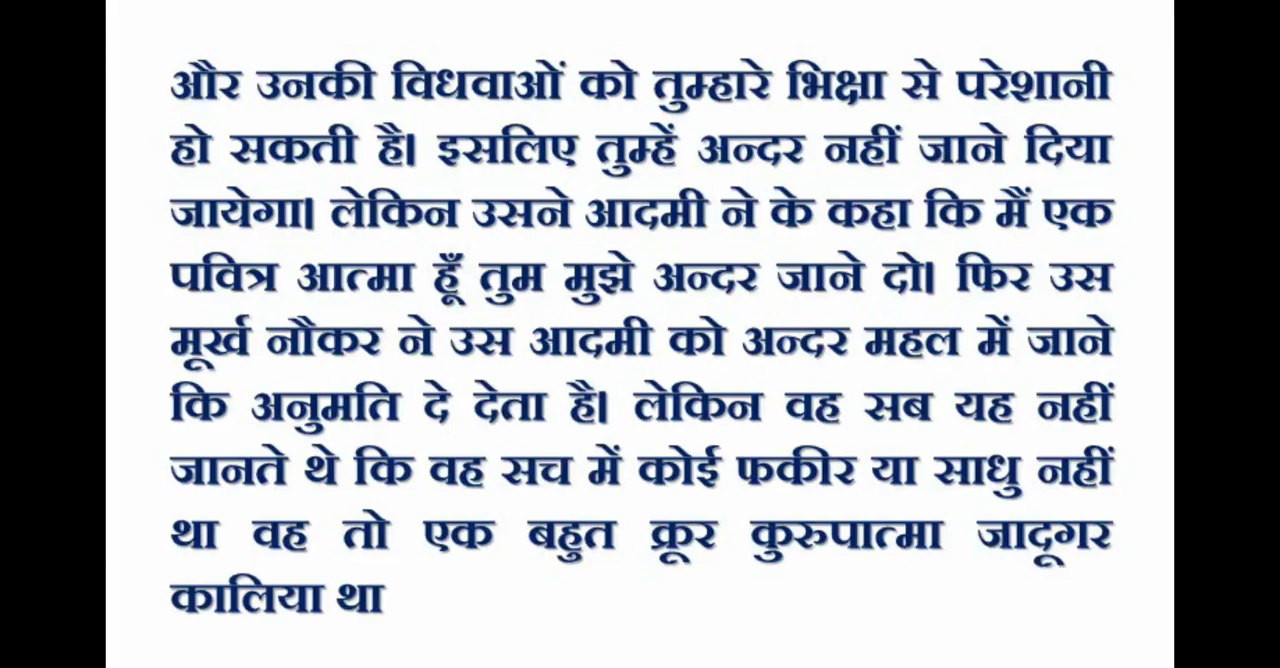 और उनकी विधवाओं को तुम्हारे भिक्षा से परेशानी
हो सकती है। इसलिए तुम्हें अन्दर नहीं जाने दिया
जायेगा। लेकिन उसने आदमी ने के कहा कि मैं एक
पवित्र आत्मा हूँ तुम मुझे अन्दर जाने दो। फिर उस
मूर्ख नौकर ने उस आदमी को अन्दर महल में जाने
कि अनुमति दे देता है। लेकिन वह सब यह नहीं
जानते थे कि वह सच में कोई फकीर या साधु नहीं
था वह तो एक बहुत क्रूर कुरुपात्मा जादूगर
कालिया था